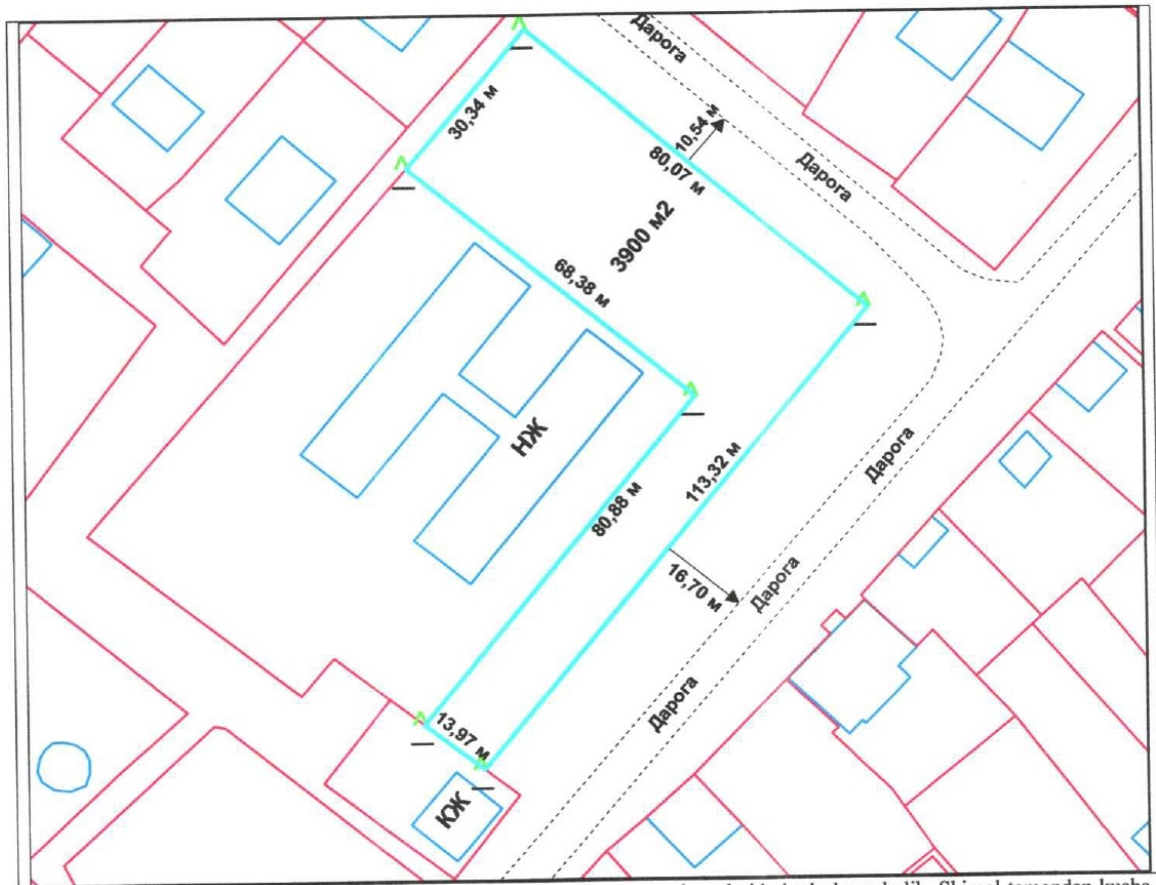 Дарога
30,34 м
10,54 м
80,07 м
Дарога
3900 м2
68,38 м
НЖ
113,32 м
Дарога
80,88 м
16,70 м
Дарога
Дарога
13,97 м
КЖ